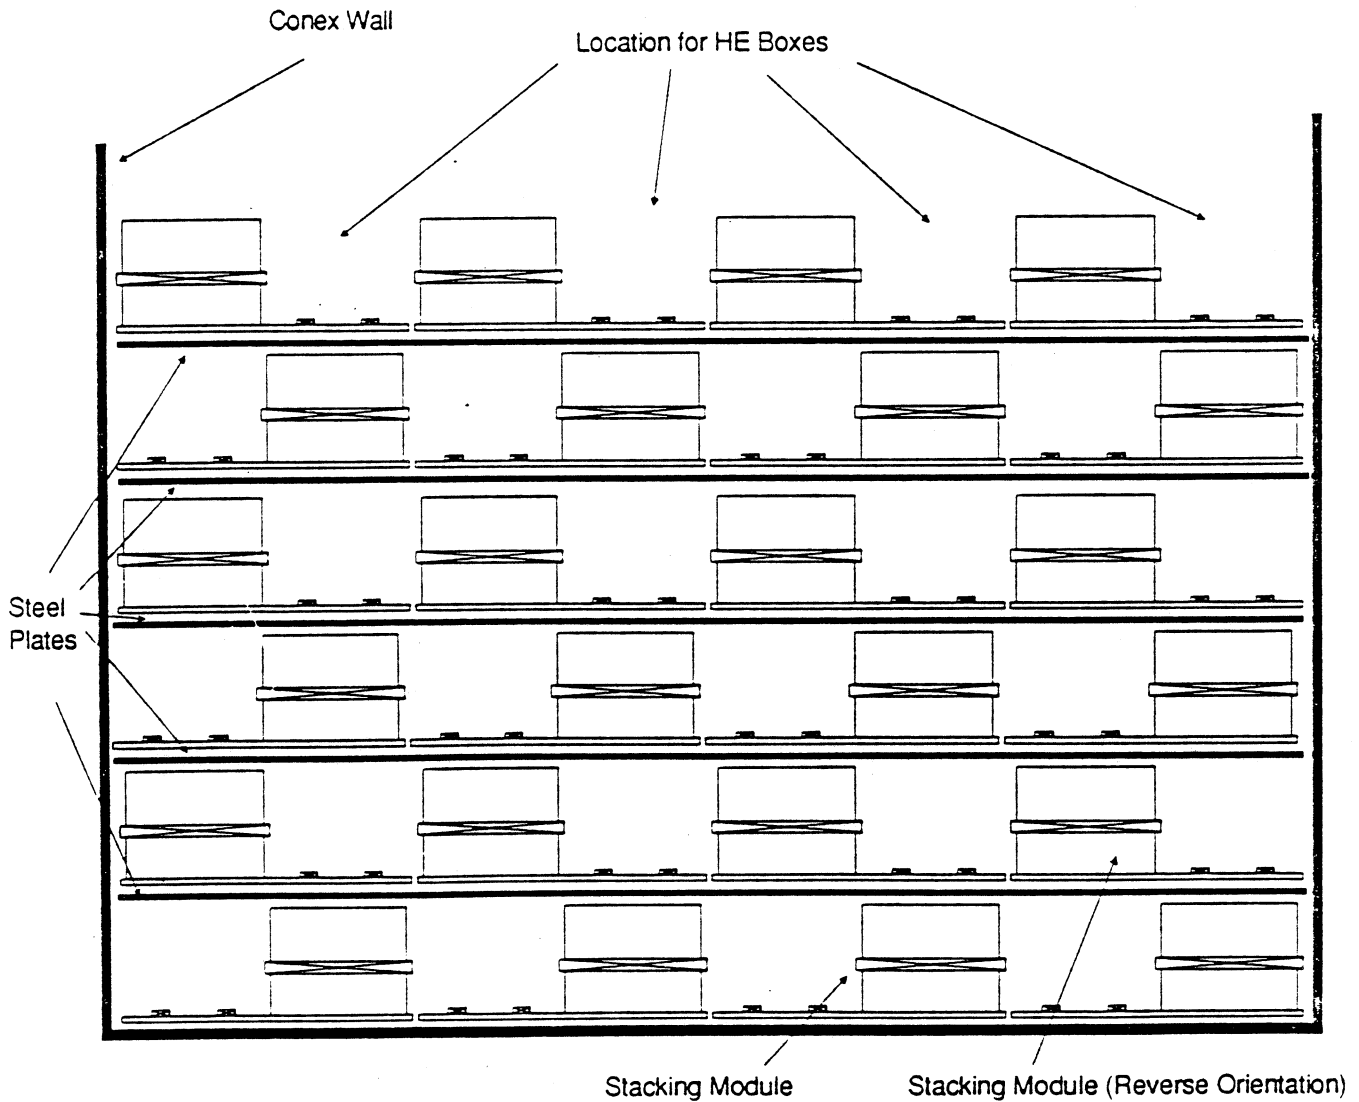 Conex Wall
Location for HE Boxes
Steel
Plates
Stacking Module
Stacking Module (Reverse Orientation)